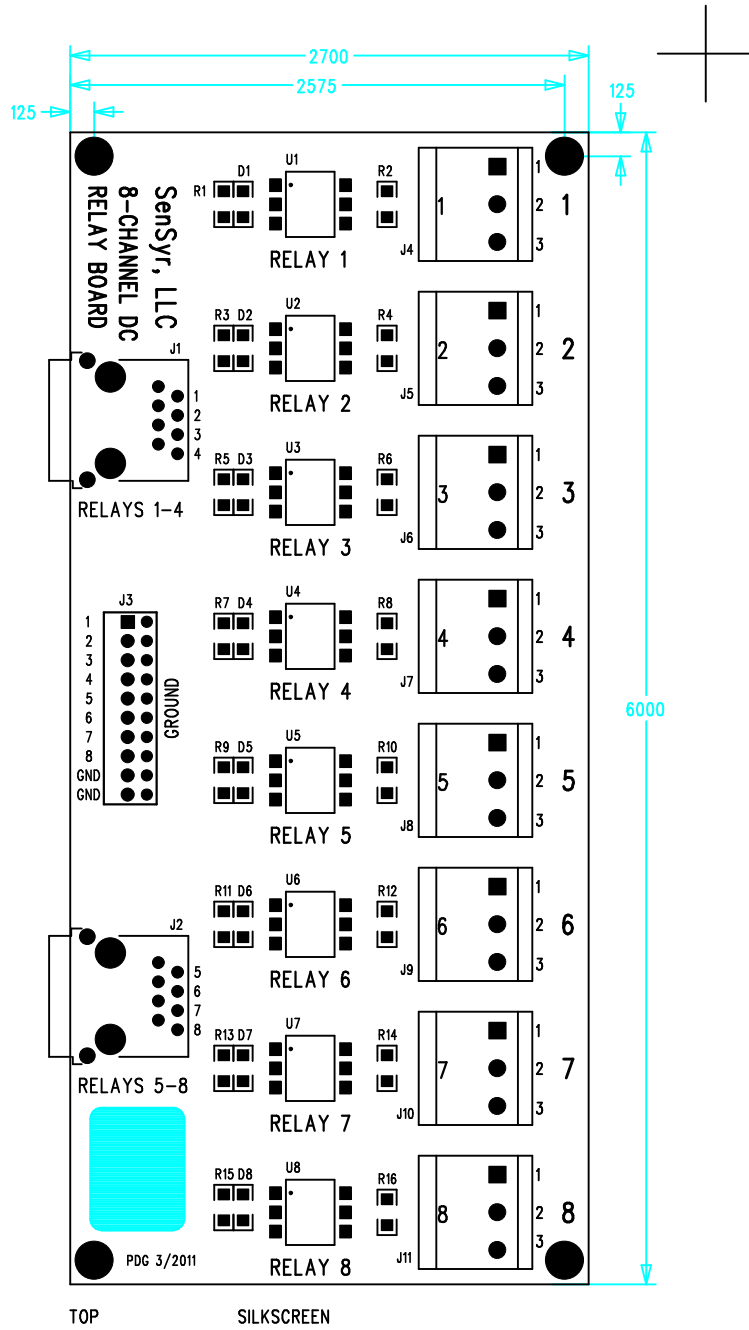 2700
2575
125
125
6000
SenSyr, LLC
8-CHANNEL DC
RELAY BOARD
R1 D1 U1 R2
RELAY 1
J4 1 1 2 3 1
R3 D2 U2 R4
RELAY 2
J5 2 1 2 3 2
J1
1
2
3
4
RELAYS 1-4
R5 D3 U3 R6
RELAY 3
J6 3 1 2 3 3
J3
1
2
3
4
5
6
7
8
GND
GND
GROUND
R7 D4 U4 R8
RELAY 4
J7 4 1 2 3 4
R9 D5 U5 R10
RELAY 5
J8 5 1 2 3 5
R11 D6 U6 R12
RELAY 6
J9 6 1 2 3 6
J2
5
6
7
8
RELAYS 5-8
R13 D7 U7 R14
RELAY 7
J10 7 1 2 3 7
R15 D8 U8 R16
RELAY 8
J11 8 1 2 3 8
PDG 3/2011
TOP SILKSCREEN